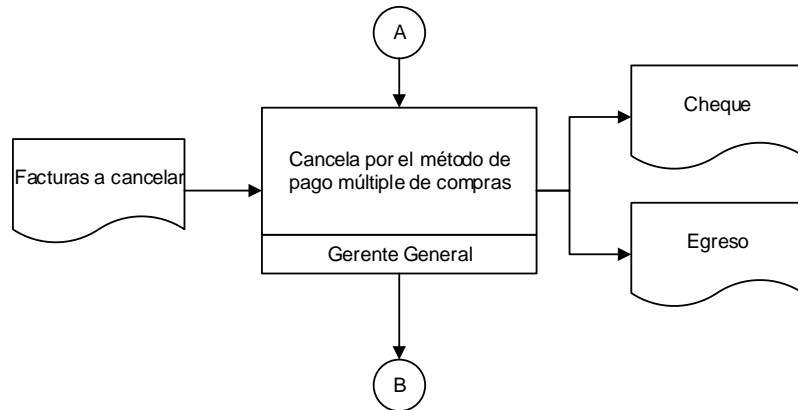 A
Cheque
Facturas a cancelar
Cancela por el método de
pago múltiple de compras
Egreso
Gerente General
B